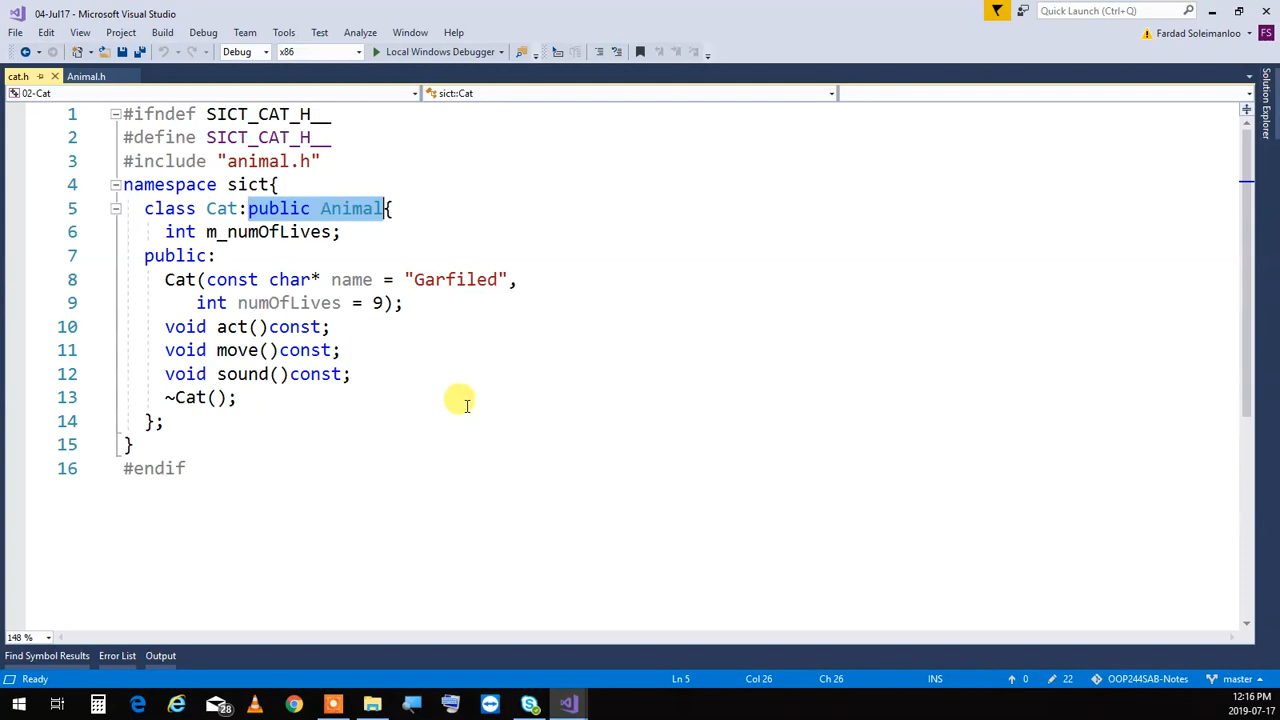 04-Jul17 - Microsoft Visual Studio
Quick Launch (Ctrl+Q)
File Edit View Project Build Debug Team Tools Test Analyze Window Help
Fardad Soleimanloo FS
Debug x86 Local Windows Debugger
cat.h Animal.h
02-Cat sict::Cat
Solution Explorer
1 #ifndef SICT_CAT_H__
2 #define SICT_CAT_H__
3 #include "animal.h"
4 namespace sict{
5 class Cat:public Animal{
6 int m_numOfLives;
7 public:
8 Cat(const char* name = "Garfiled",
9 int numOfLives = 9);
10 void act()const;
11 void move()const;
12 void sound()const;
13 ~Cat();
14 };
15 }
16 #endif
148 %
Find Symbol Results Error List Output
Ready Ln 5 Col 26 Ch 26 INS 0 22 OOP244SAB-Notes master
28
12:16 PM
2019-07-17